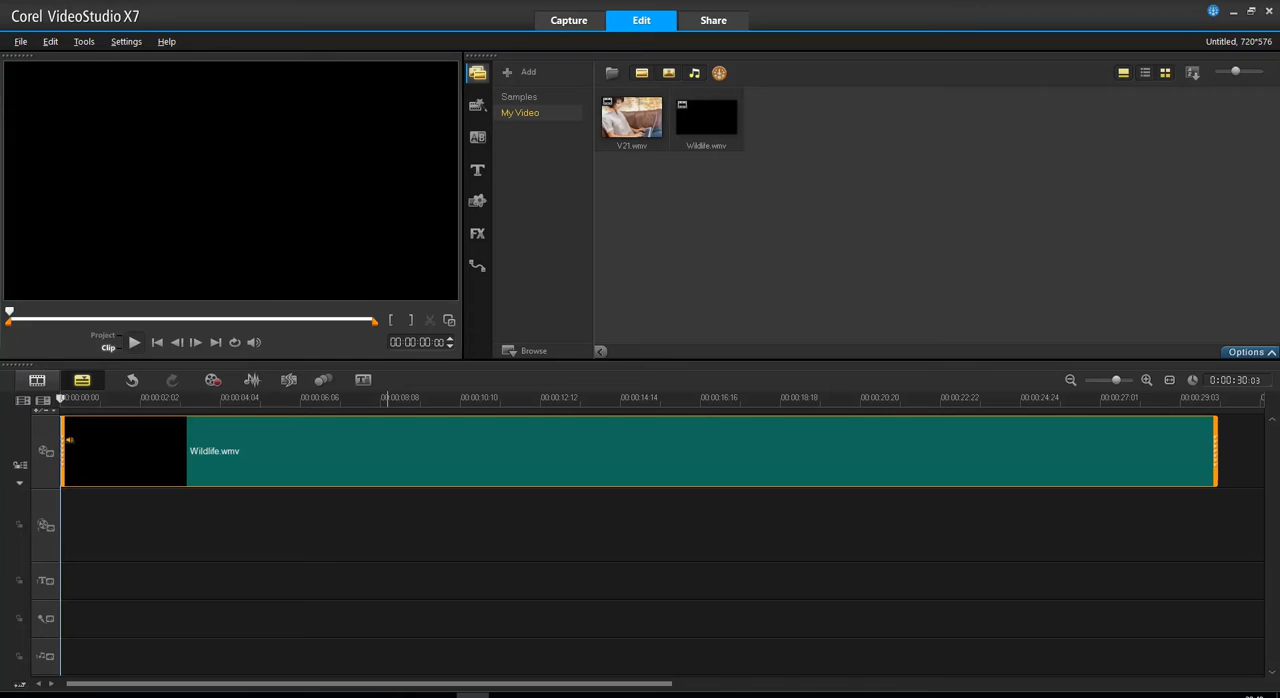 Corel VideoStudio X7
Capture
Edit
Share
File
Edit
Tools
Settings
Help
Untitled, 720*576
Add
Samples
My Video
V21.wmv
Wildlife.wmv
Project
Clip
00:00:00:00
Browse
Options
0:00:30:03
00:00:00:00
00:00:02:02
00:00:04:04
00:00:06:06
00:00:08:08
00:00:10:10
00:00:12:12
00:00:14:14
00:00:16:16
00:00:18:18
00:00:20:20
00:00:22:22
00:00:24:24
00:00:27:01
00:00:29:03
Wildlife.wmv